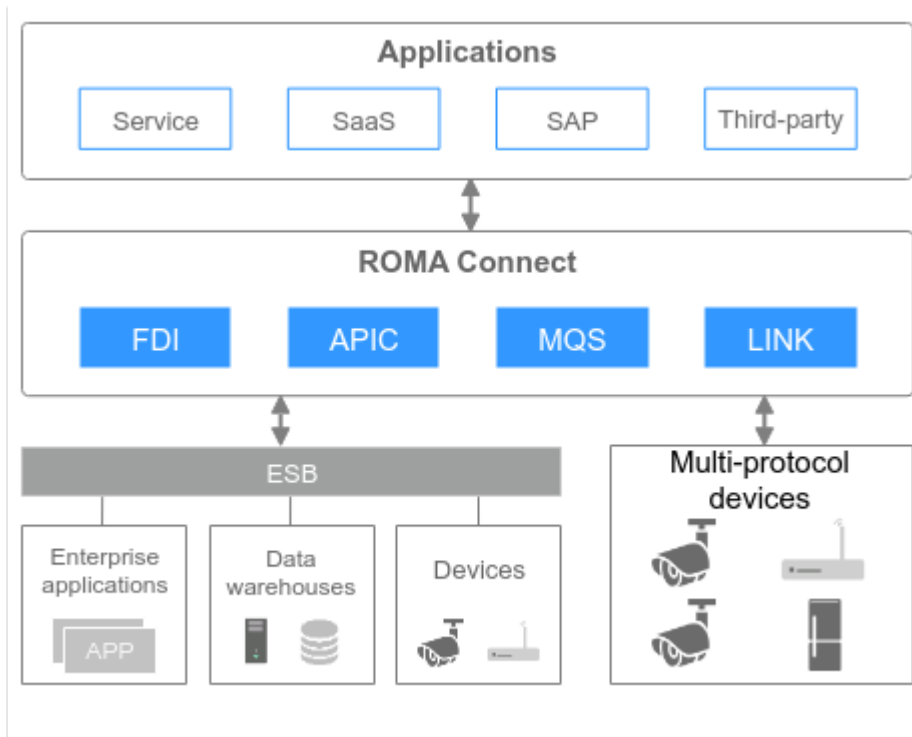 Applications
Service
SaaS
SAP
Third-party
ROMA Connect
FDI
APIC
MQS
LINK
ESB
Enterprise
applications
APP
Data
warehouses
Devices
Multi-protocol
devices